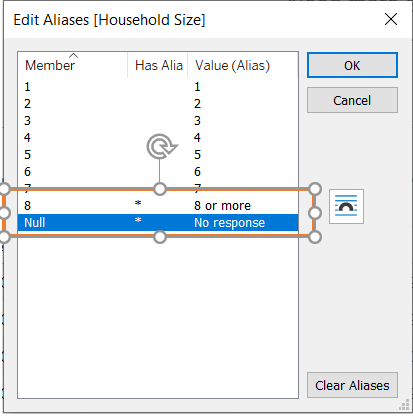 Edit Aliases [Household Size]
Member Has Alia Value (Alias)
1 1
2 2
3 3
4 4
5 5
6 6
7 7
8 * 8 or more
Null * No response
OK
Cancel
Clear Aliases